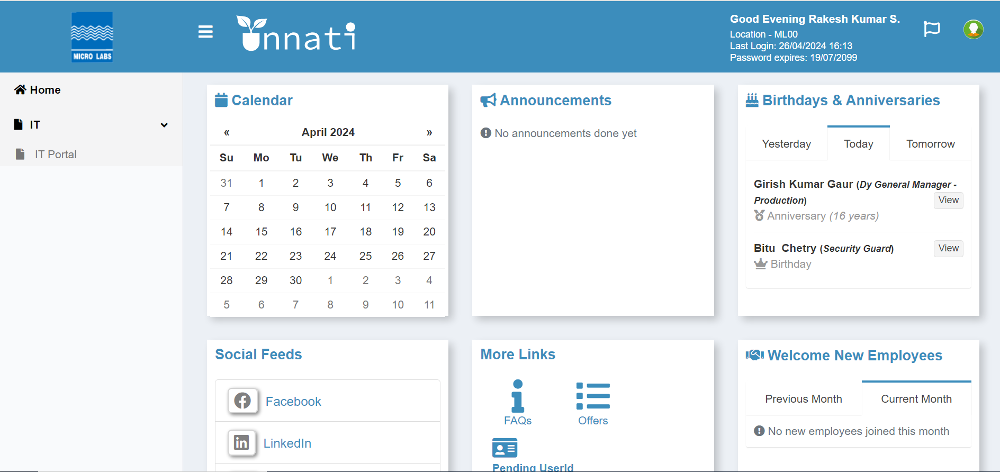 MICRO LABS
Unnati
Good Evening Rakesh Kumar S.
Location - ML00
Last Login: 26/04/2024 16:13
Password expires: 19/07/2099
Home
IT
IT Portal
Calendar
« April 2024 »
Su Mo Tu We Th Fr Sa
31 1 2 3 4 5 6
7 8 9 10 11 12 13
14 15 16 17 18 19 20
21 22 23 24 25 26 27
28 29 30 1 2 3 4
5 6 7 8 9 10 11
Announcements
No announcements done yet
Birthdays & Anniversaries
Yesterday Today Tomorrow
Girish Kumar Gaur (Dy General Manager -
Production) View
Anniversary (16 years)
Bitu Chetry (Security Guard) View
Birthday
Social Feeds
Facebook
LinkedIn
More Links
FAQs Offers
Pending UserId
Welcome New Employees
Previous Month Current Month
No new employees joined this month